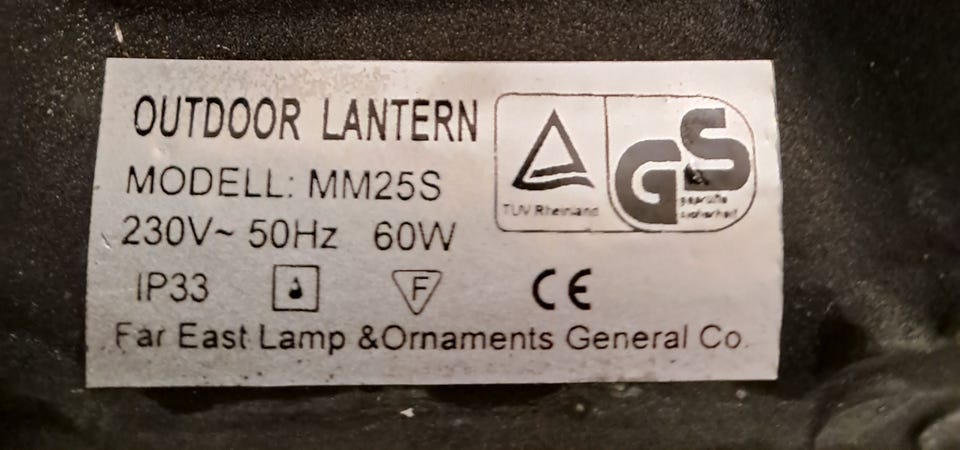 OUTDOOR LANTERN
MODELL: MM25S
230V~ 50Hz 60W
IP33 F CE
Far East Lamp &Ornaments General Co.
TÜV Rheinland
GS
geprüfte
sicherheit